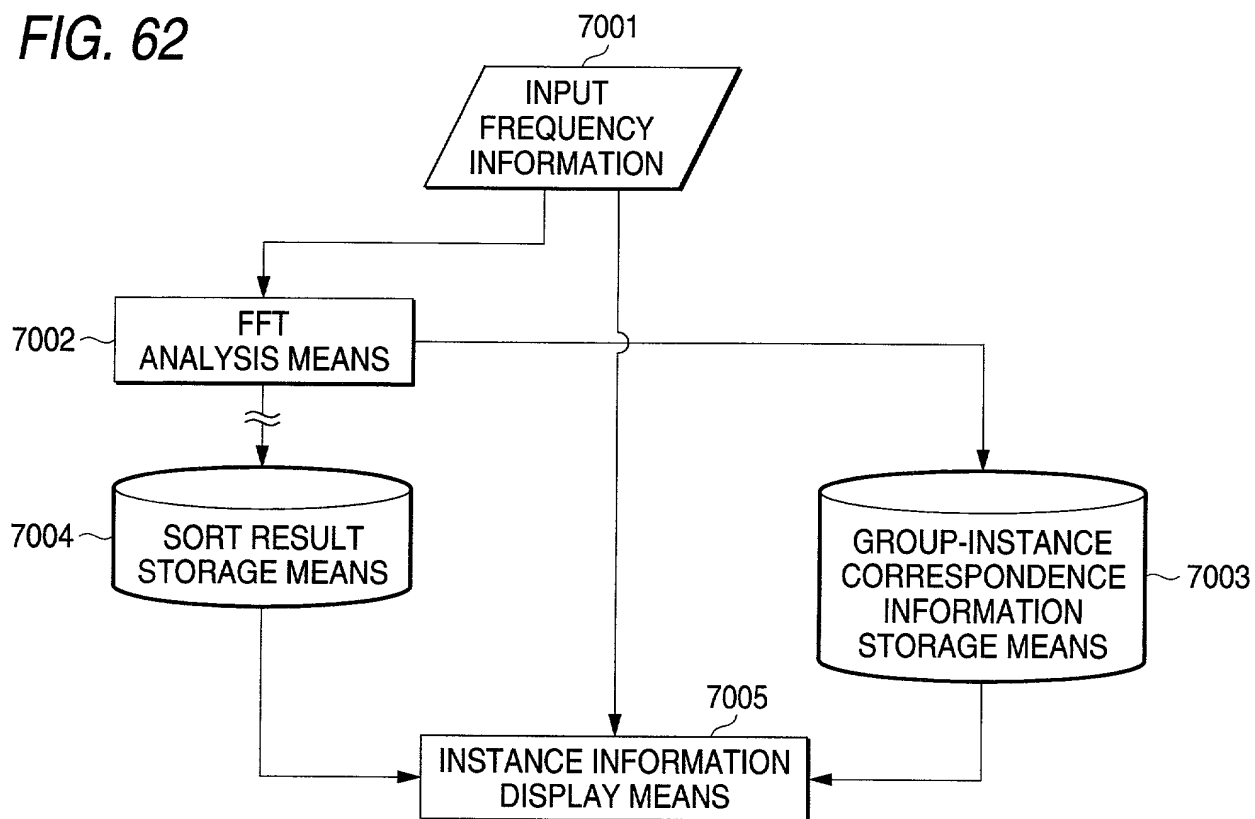 FIG. 62
7001
INPUT
FREQUENCY
INFORMATION
7002
FFT
ANALYSIS MEANS
7004
SORT RESULT
STORAGE MEANS
GROUP-INSTANCE
CORRESPONDENCE
INFORMATION
STORAGE MEANS
7003
7005
INSTANCE INFORMATION
DISPLAY MEANS